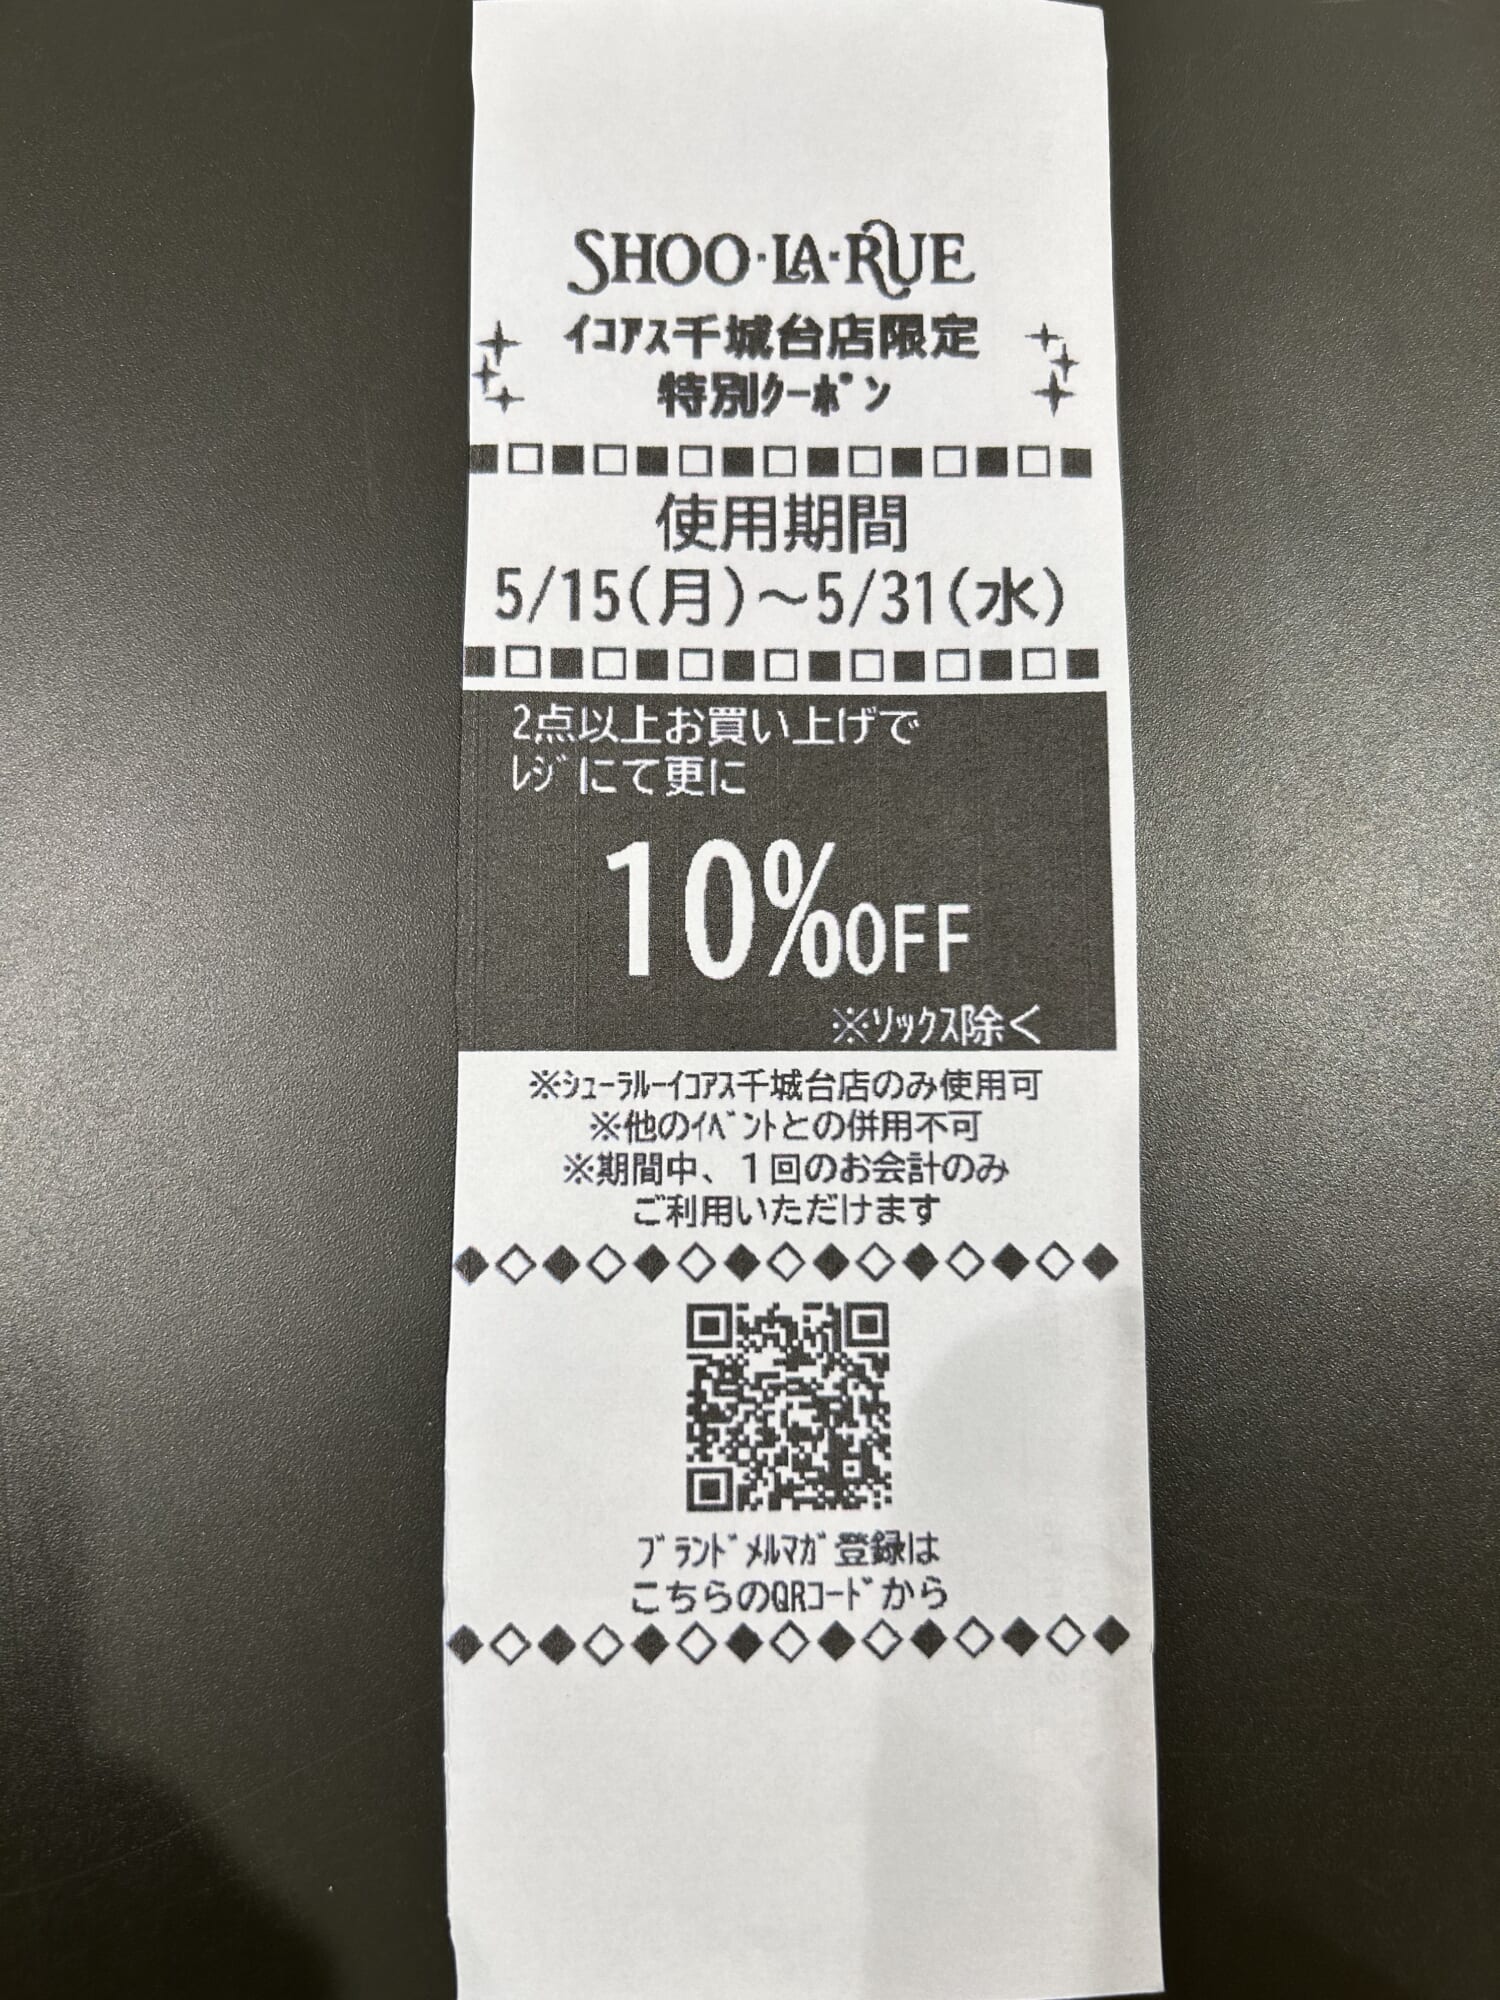 SHOO・LA・RUE
ｲｺｱｽ千城台店限定
特別ｸｰﾎﾟﾝ
使用期間
5/15(月)～5/31(水)
2点以上お買い上げで
ﾚｼﾞにて更に
10%OFF
※ｿｯｸｽ除く
※ｼｭｰﾗﾙｰｲｺｱｽ千城台店のみ使用可
※他のｲﾍﾞﾝﾄとの併用不可
※期間中、１回のお会計のみ
ご利用いただけます
ﾌﾞﾗﾝﾄﾞﾒﾙﾏｶﾞ登録は
こちらのQRｺｰﾄﾞから